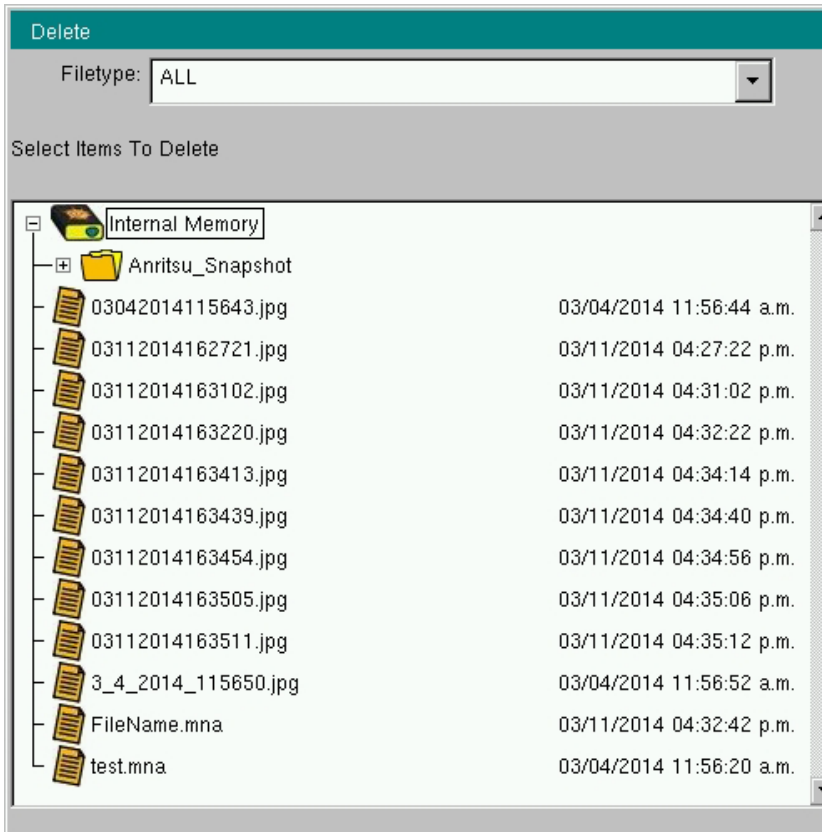 Delete
Filetype: ALL
Select Items To Delete
Internal Memory
Anritsu_Snapshot
03042014115643.jpg 03/04/2014 11:56:44 a.m.
03112014162721.jpg 03/11/2014 04:27:22 p.m.
03112014163102.jpg 03/11/2014 04:31:02 p.m.
03112014163220.jpg 03/11/2014 04:32:22 p.m.
03112014163413.jpg 03/11/2014 04:34:14 p.m.
03112014163439.jpg 03/11/2014 04:34:40 p.m.
03112014163454.jpg 03/11/2014 04:34:56 p.m.
03112014163505.jpg 03/11/2014 04:35:06 p.m.
03112014163511.jpg 03/11/2014 04:35:12 p.m.
3_4_2014_115650.jpg 03/04/2014 11:56:52 a.m.
FileName.mna 03/11/2014 04:32:42 p.m.
test.mna 03/04/2014 11:56:20 a.m.